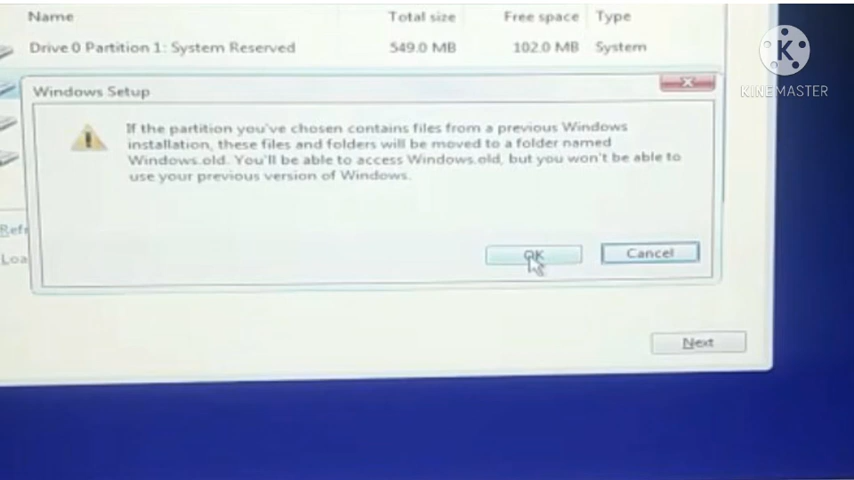 Name Total size Free space Type
Drive 0 Partition 1: System Reserved 549.0 MB 102.0 MB System
Windows Setup
If the partition you've chosen contains files from a previous Windows
installation, these files and folders will be moved to a folder named
Windows.old. You'll be able to access Windows.old, but you won't be able to
use your previous version of Windows.
Refr
Loa
OK Cancel
Next
K
KINEMASTER